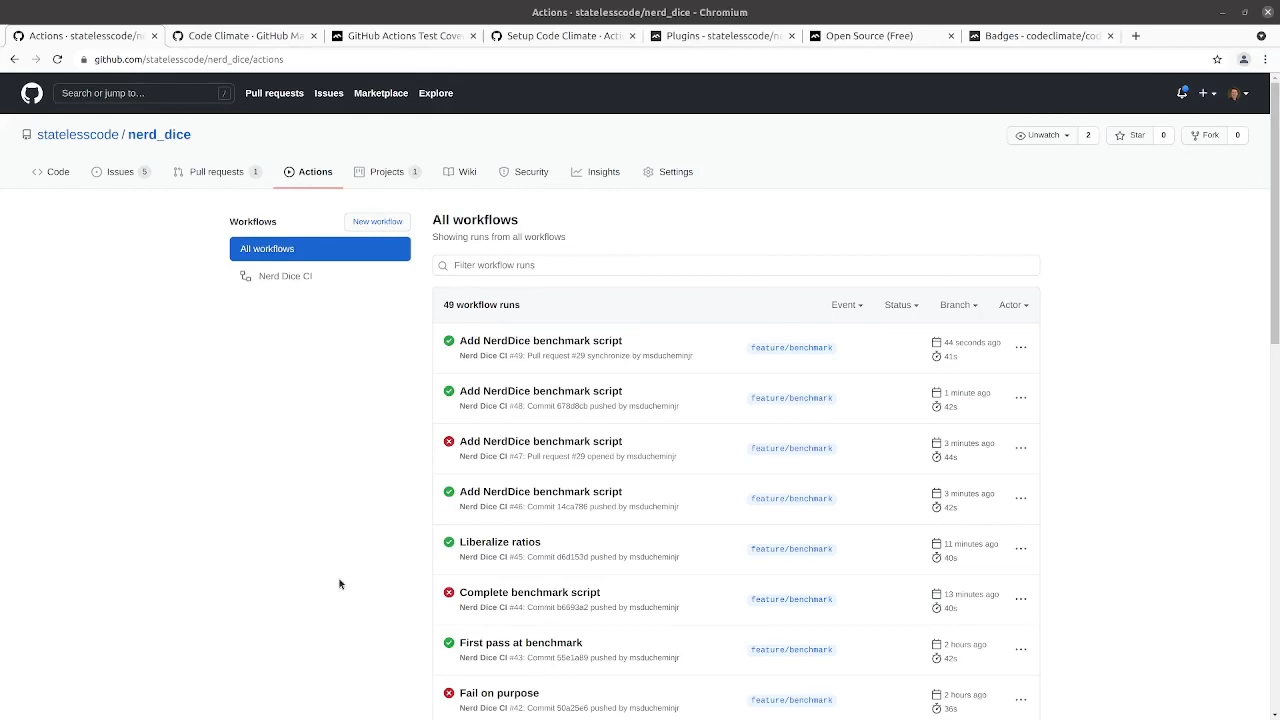 Actions · statelesscode/nerd_dice - Chromium
Actions · statelesscode/ne
Code Climate · GitHub Ma
GitHub Actions Test Cove
Setup Code Climate · Acti
Plugins - statelesscode/ne
Open Source (Free)
Badges - codeclimate/cod
github.com/statelesscode/nerd_dice/actions
Search or jump to... /
Pull requests Issues Marketplace Explore
statelesscode / nerd_dice
Unwatch 2 Star 0 Fork 0
Code Issues 5 Pull requests 1 Actions Projects 1 Wiki Security Insights Settings
Workflows
New workflow
All workflows
Nerd Dice CI
All workflows
Showing runs from all workflows
Filter workflow runs
49 workflow runs Event Status Branch Actor
Add NerdDice benchmark script
Nerd Dice CI #49: Pull request #29 synchronize by msducheminjr
feature/benchmark
44 seconds ago
41s
Add NerdDice benchmark script
Nerd Dice CI #48: Commit 678d8cb pushed by msducheminjr
feature/benchmark
1 minute ago
42s
Add NerdDice benchmark script
Nerd Dice CI #47: Pull request #29 opened by msducheminjr
feature/benchmark
3 minutes ago
44s
Add NerdDice benchmark script
Nerd Dice CI #46: Commit 14ca786 pushed by msducheminjr
feature/benchmark
3 minutes ago
42s
Liberalize ratios
Nerd Dice CI #45: Commit d6d153d pushed by msducheminjr
feature/benchmark
11 minutes ago
40s
Complete benchmark script
Nerd Dice CI #44: Commit b6693a2 pushed by msducheminjr
feature/benchmark
13 minutes ago
40s
First pass at benchmark
Nerd Dice CI #43: Commit 55e1a89 pushed by msducheminjr
feature/benchmark
2 hours ago
42s
Fail on purpose
Nerd Dice CI #42: Commit 50a25e6 pushed by msducheminjr
feature/benchmark
2 hours ago
36s